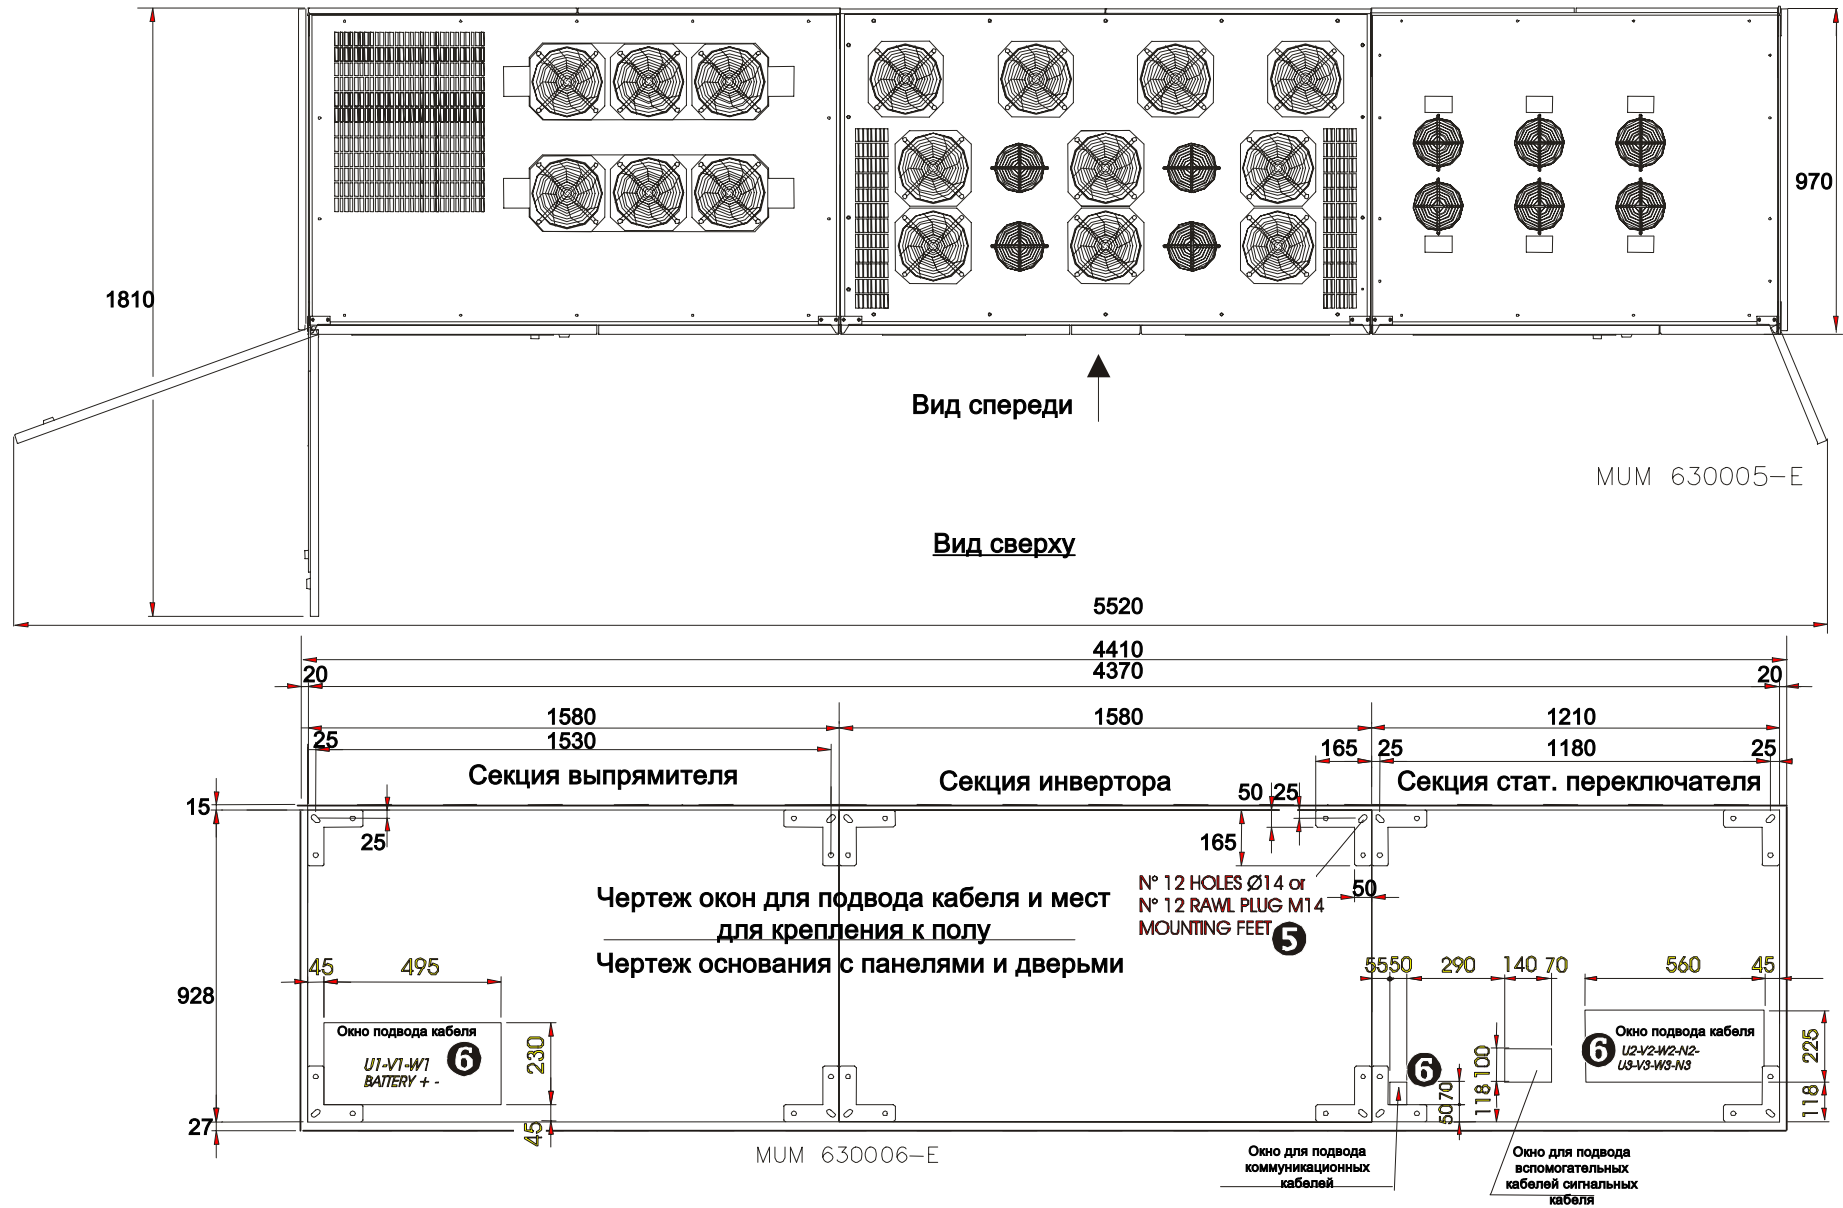 1810
970
Вид спереди
MUM 630005-E
Вид сверху
5520
4410
20
4370
20
1580
1580
1210
25
1530
165
25
1180
25
Секция выпрямителя
Секция инвертора
Секция стат. переключателя
15
50
25
25
165
N° 12 HOLES Ø14 or
N° 12 RAWL PLUG M14
MOUNTING FEET
5
50
Чертеж окон для подвода кабеля и мест
для крепления к полу
Чертеж основания с панелями и дверьми
45
495
55
50
290
140
70
560
45
928
Окно подвода кабеля
U1-V1-W1
BATTERY + -
6
230
45
6
Окно подвода кабеля
U2-V2-W2-N2-
U3-V3-W3-N3
6
225
118
100
118
70
50
27
MUM 630006-E
Окно для подвода
коммуникационных
кабелей
Окно для подвода
вспомогательных
кабелей сигнальных
кабеля